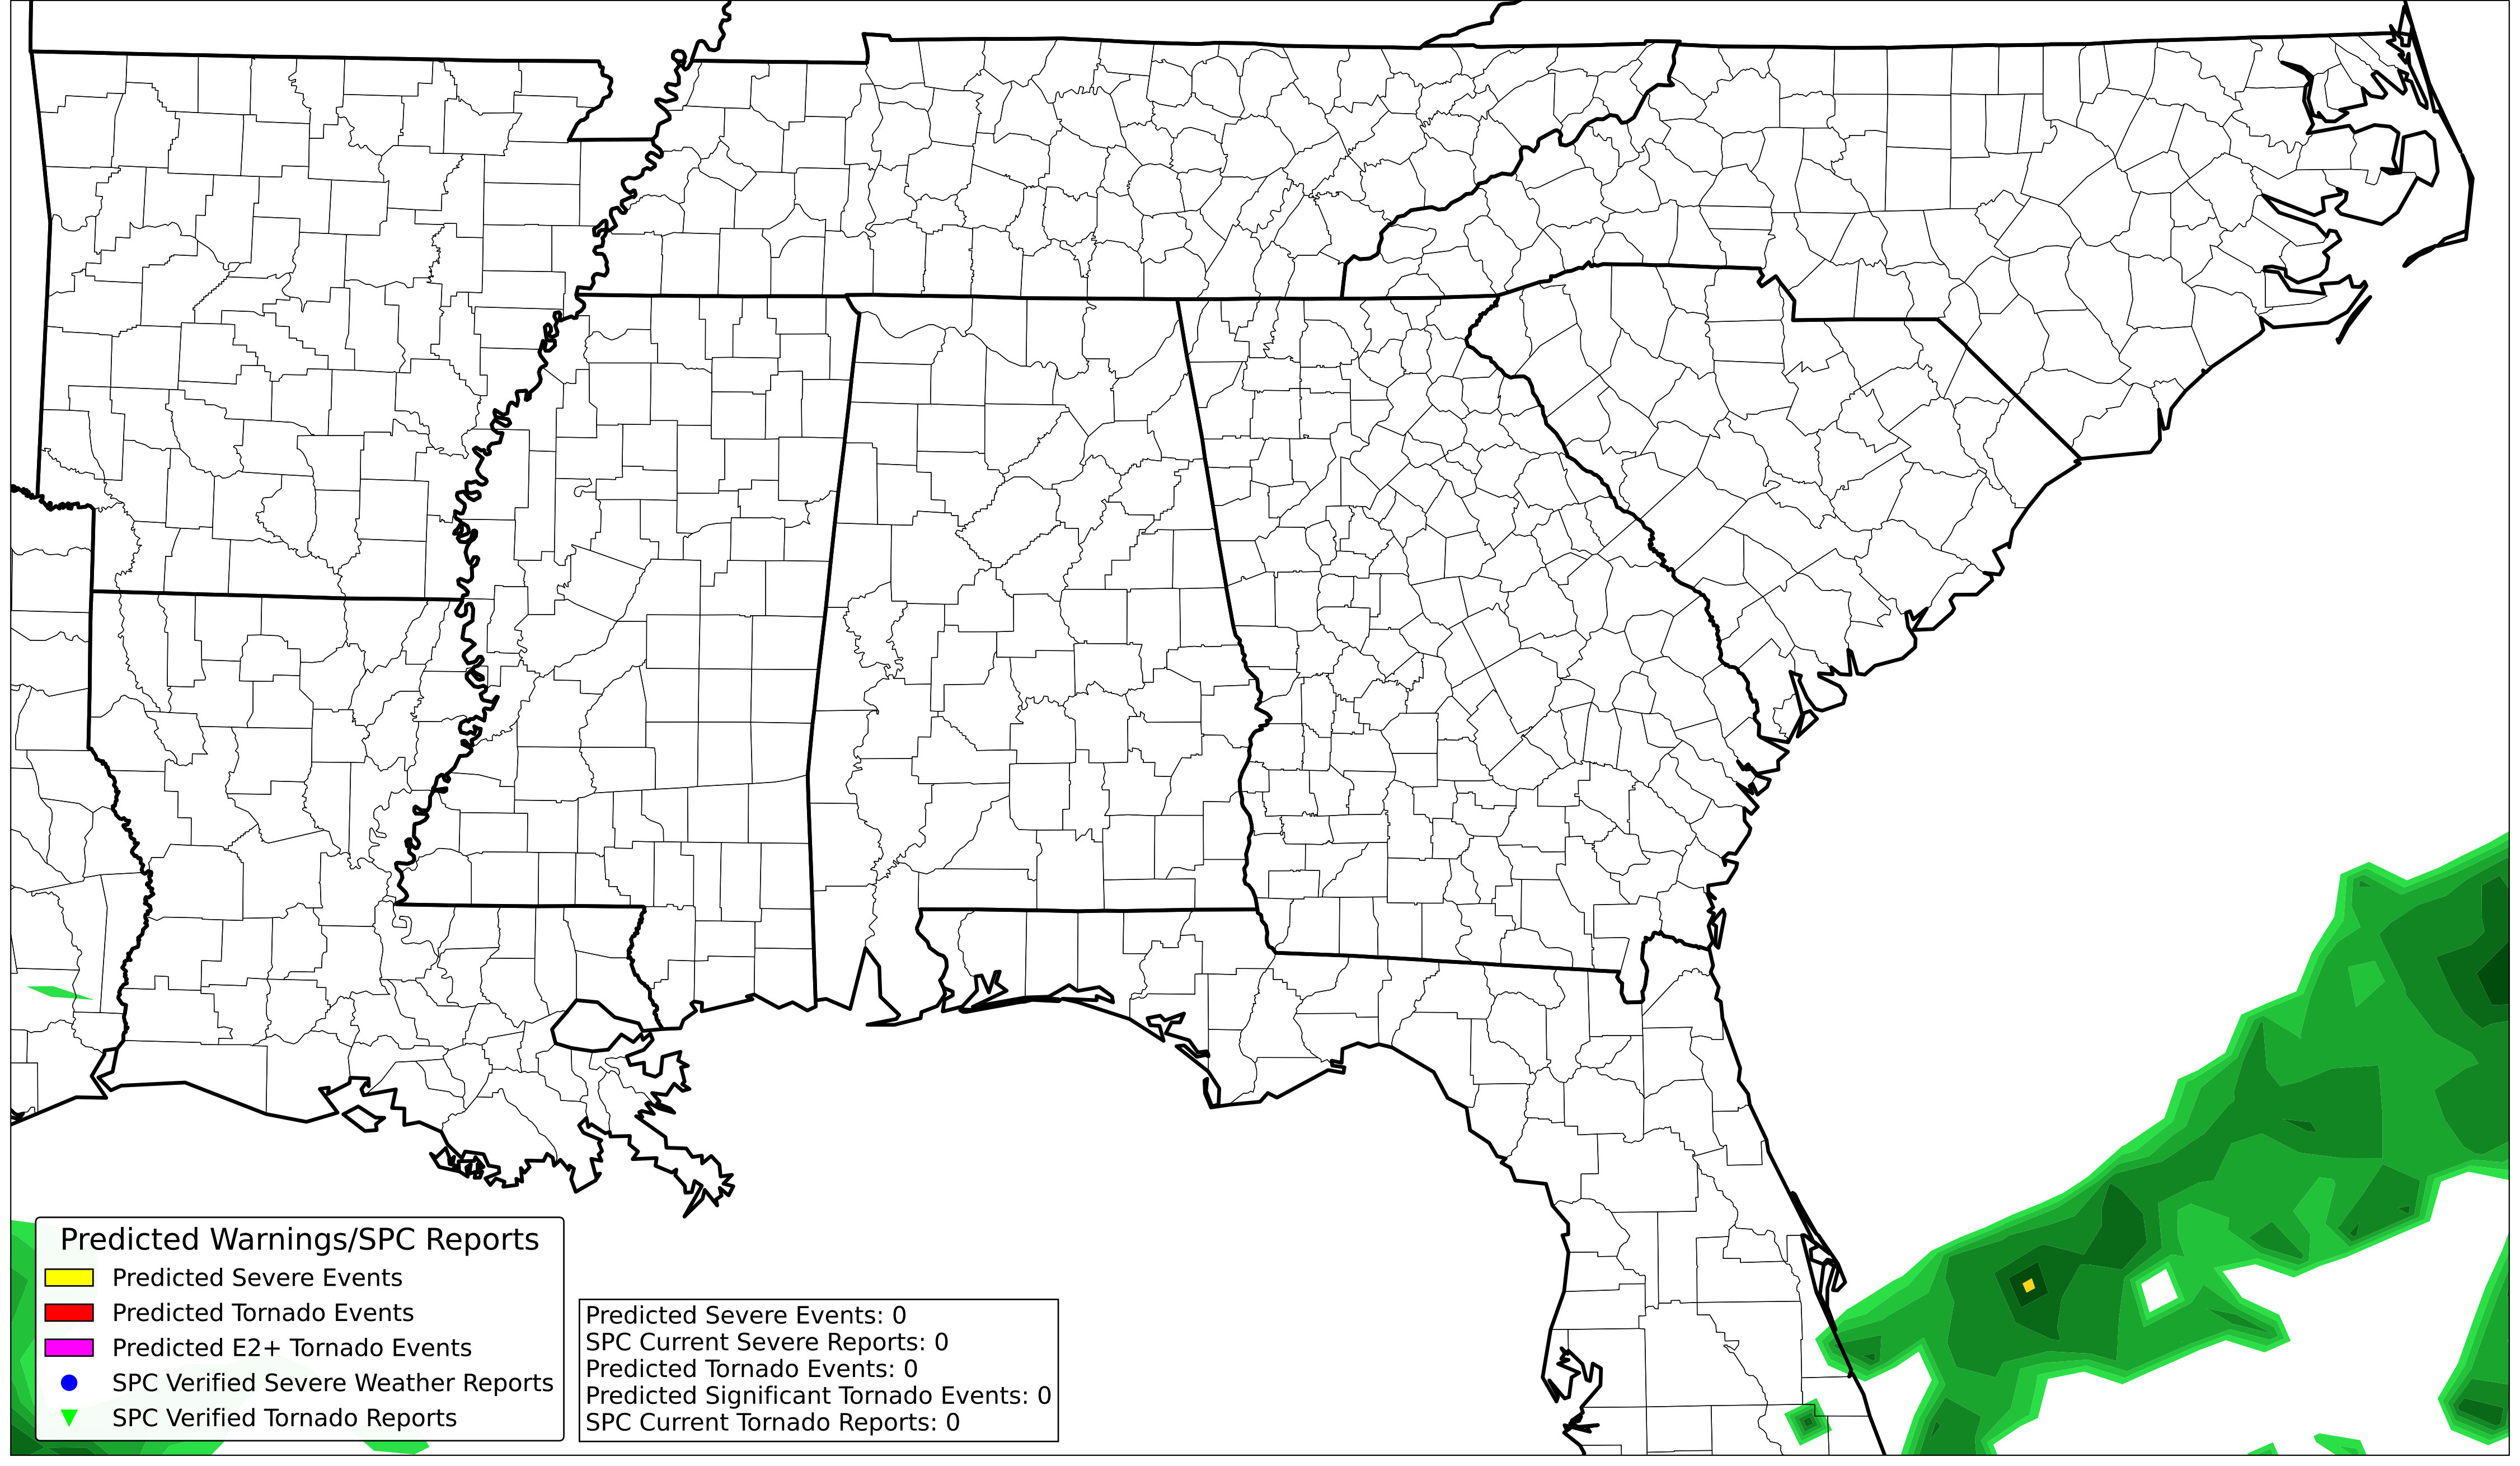 Predicted Warnings/SPC Reports
Predicted Severe Events
Predicted Tornado Events
Predicted E2+ Tornado Events
SPC Verified Severe Weather Reports
SPC Verified Tornado Reports
Predicted Severe Events: 0
SPC Current Severe Reports: 0
Predicted Tornado Events: 0
Predicted Significant Tornado Events: 0
SPC Current Tornado Reports: 0